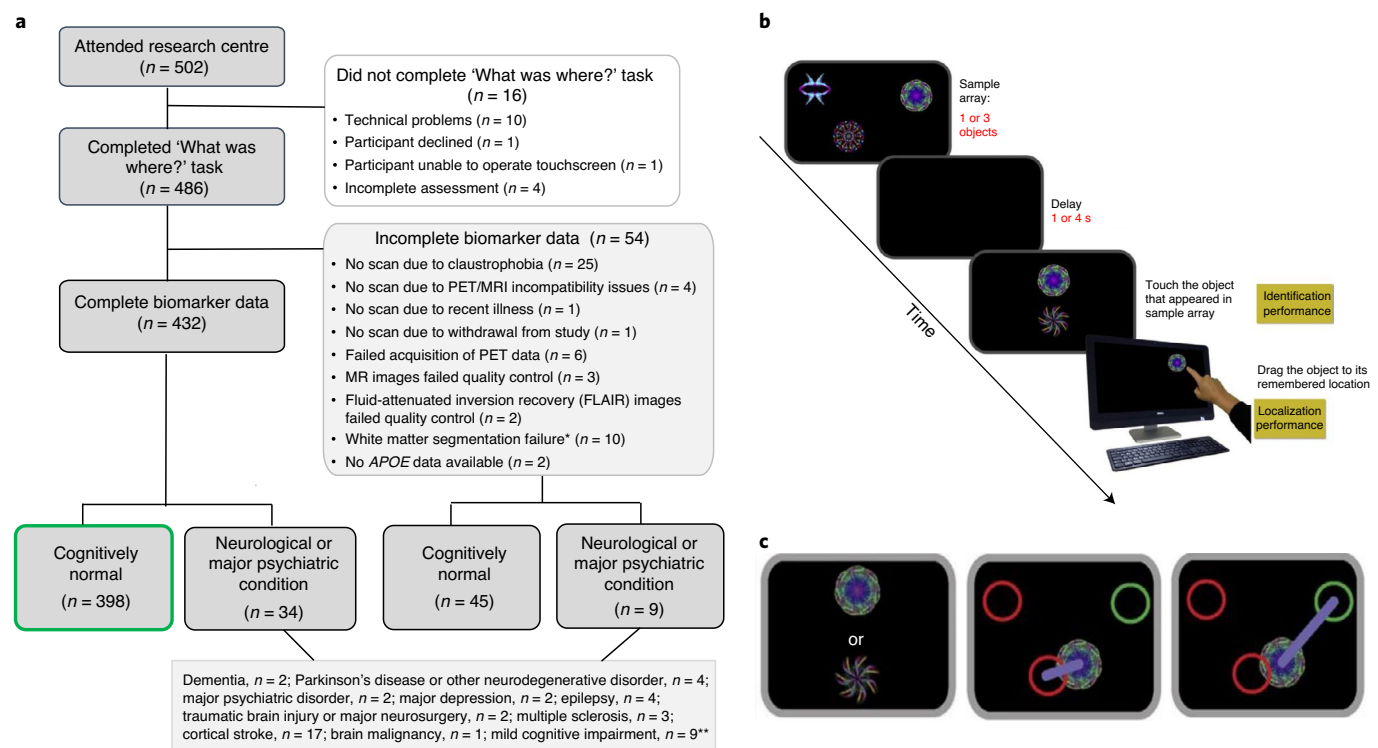 a
Attended research centre
(n = 502)
Did not complete ‘What was where?’ task
(n = 16)
• Technical problems (n = 10)
• Participant declined (n = 1)
• Participant unable to operate touchscreen (n = 1)
• Incomplete assessment (n = 4)
Completed ‘What was
where?’ task
(n = 486)
Incomplete biomarker data (n = 54)
• No scan due to claustrophobia (n = 25)
• No scan due to PET/MRI incompatibility issues (n = 4)
• No scan due to recent illness (n = 1)
• No scan due to withdrawal from study (n = 1)
• Failed acquisition of PET data (n = 6)
• MR images failed quality control (n = 3)
• Fluid-attenuated inversion recovery (FLAIR) images
failed quality control (n = 2)
• White matter segmentation failure* (n = 10)
• No APOE data available (n = 2)
Complete biomarker data
(n = 432)
Cognitively
normal
(n = 398)
Neurological or
major psychiatric
condition
(n = 34)
Cognitively
normal
(n = 45)
Neurological or
major psychiatric
condition
(n = 9)
Dementia, n = 2; Parkinson’s disease or other neurodegenerative disorder, n = 4;
major psychiatric disorder, n = 2; major depression, n = 2; epilepsy, n = 4;
traumatic brain injury or major neurosurgery, n = 2; multiple sclerosis, n = 3;
cortical stroke, n = 17; brain malignancy, n = 1; mild cognitive impairment, n = 9**
b
Sample
array:
1 or 3
objects
Delay
1 or 4 s
Touch the object
that appeared in
sample array
Identification
performance
Time
Drag the object to its
remembered location
Localization
performance
c
or